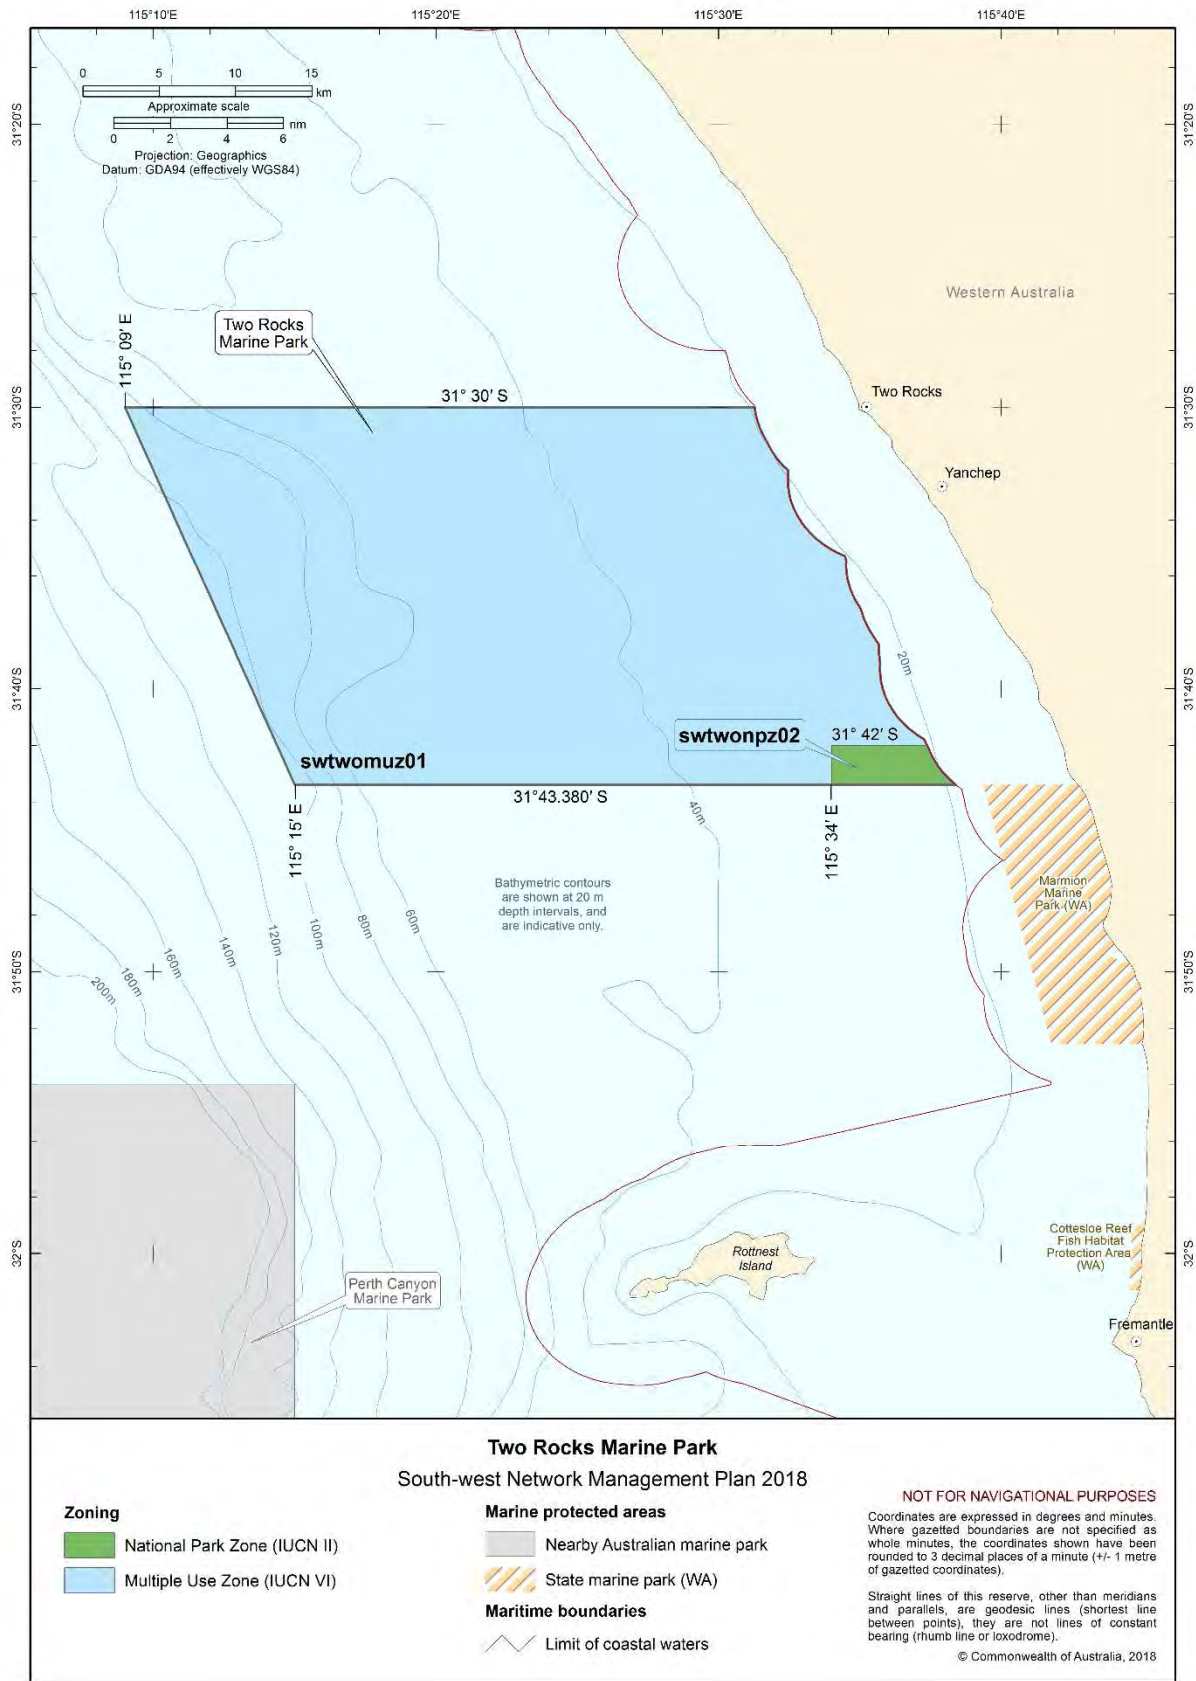 115°10'E 115°20'E 115°30'E 115°40'E
0 5 10 15
km
Approximate scale
nm
0 2 4 6
Projection: Geographics
Datum: GDA94 (effectively WGS84)
31°20'S 31°20'S
Western Australia
Two Rocks
Marine Park
115° 09′ E
31° 30′ S
Two Rocks
31°30'S 31°30'S
Yanchep
20m
31°40'S 31°40'S
swtwonpz02
31° 42′ S
swtwomuz01
31°43.380′ S
115° 15′ E
115° 34′ E
40m
Bathymetric contours
are shown at 20 m
depth intervals, and
are indicative only.
Marmion
Marine
Park (WA)
60m
80m
100m
120m
140m
160m
180m
200m
31°50'S 31°50'S
Cottesloe Reef
Fish Habitat
Protection Area
(WA)
Rottnest
Island
32°S 32°S
Perth Canyon
Marine Park
Fremantle
Two Rocks Marine Park
South-west Network Management Plan 2018
Zoning
National Park Zone (IUCN II)
Multiple Use Zone (IUCN VI)
Marine protected areas
Nearby Australian marine park
State marine park (WA)
Maritime boundaries
Limit of coastal waters
NOT FOR NAVIGATIONAL PURPOSES
Coordinates are expressed in degrees and minutes.
Where gazetted boundaries are not specified as
whole minutes, the coordinates shown have been
rounded to 3 decimal places of a minute (+/- 1 metre
of gazetted coordinates).
Straight lines of this reserve, other than meridians
and parallels, are geodesic lines (shortest line
between points), they are not lines of constant
bearing (rhumb line or loxodrome).
© Commonwealth of Australia, 2018